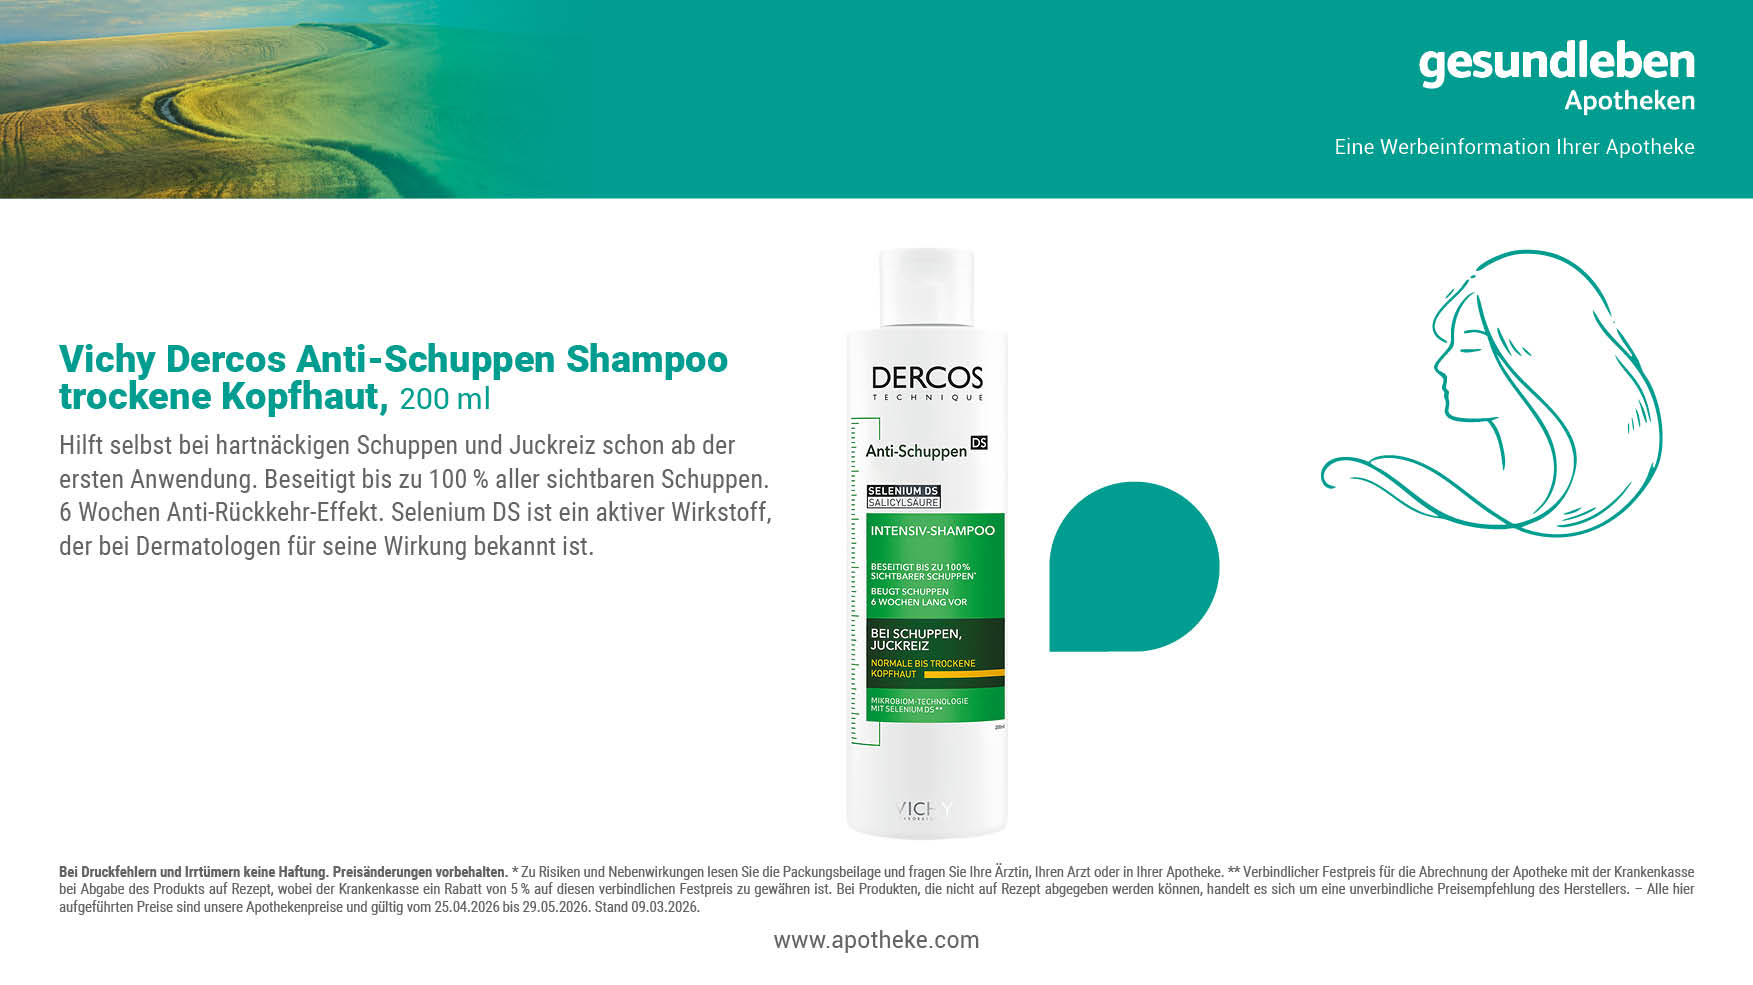 gesundleben
Apotheken
Eine Werbeinformation Ihrer Apotheke
Vichy Dercos Anti-Schuppen Shampoo
trockene Kopfhaut, 200 ml
Hilft selbst bei hartnäckigen Schuppen und Juckreiz schon ab der
ersten Anwendung. Beseitigt bis zu 100 % aller sichtbaren Schuppen.
6 Wochen Anti-Rückkehr-Effekt. Selenium DS ist ein aktiver Wirkstoff,
der bei Dermatologen für seine Wirkung bekannt ist.
DERCOS
TECHNIQUE
Anti-Schuppen DS
SELENIUM DS
SALICYLSÄURE
INTENSIV-SHAMPOO
BESEITIGT BIS ZU 100%
SICHTBARER SCHUPPEN*
BEUGT SCHUPPEN
6 WOCHEN LANG VOR
BEI SCHUPPEN,
JUCKREIZ
NORMALE BIS TROCKENE
KOPFHAUT
MIKROBIOM-TECHNOLOGIE
MIT SELENIUM DS**
200ml
VICHY
Bei Druckfehlern und Irrtümern keine Haftung. Preisänderungen vorbehalten. * Zu Risiken und Nebenwirkungen lesen Sie die Packungsbeilage und fragen Sie Ihre Ärztin, Ihren Arzt oder in Ihrer Apotheke. ** Verbindlicher Festpreis für die Abrechnung der Apotheke mit der Krankenkasse
bei Abgabe des Produkts auf Rezept, wobei der Krankenkasse ein Rabatt von 5 % auf diesen verbindlichen Festpreis zu gewähren ist. Bei Produkten, die nicht auf Rezept abgegeben werden können, handelt es sich um eine unverbindliche Preisempfehlung des Herstellers. – Alle hier
aufgeführten Preise sind unsere Apothekenpreise und gültig vom 25.04.2026 bis 29.05.2026. Stand 09.03.2026.
www.apotheke.com